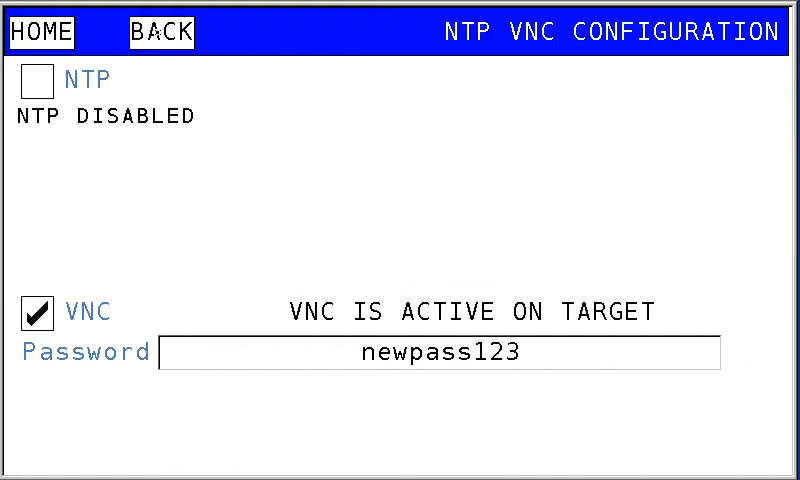 HOME BACK NTP VNC CONFIGURATION
NTP
NTP DISABLED
VNC VNC IS ACTIVE ON TARGET
Password newpass123